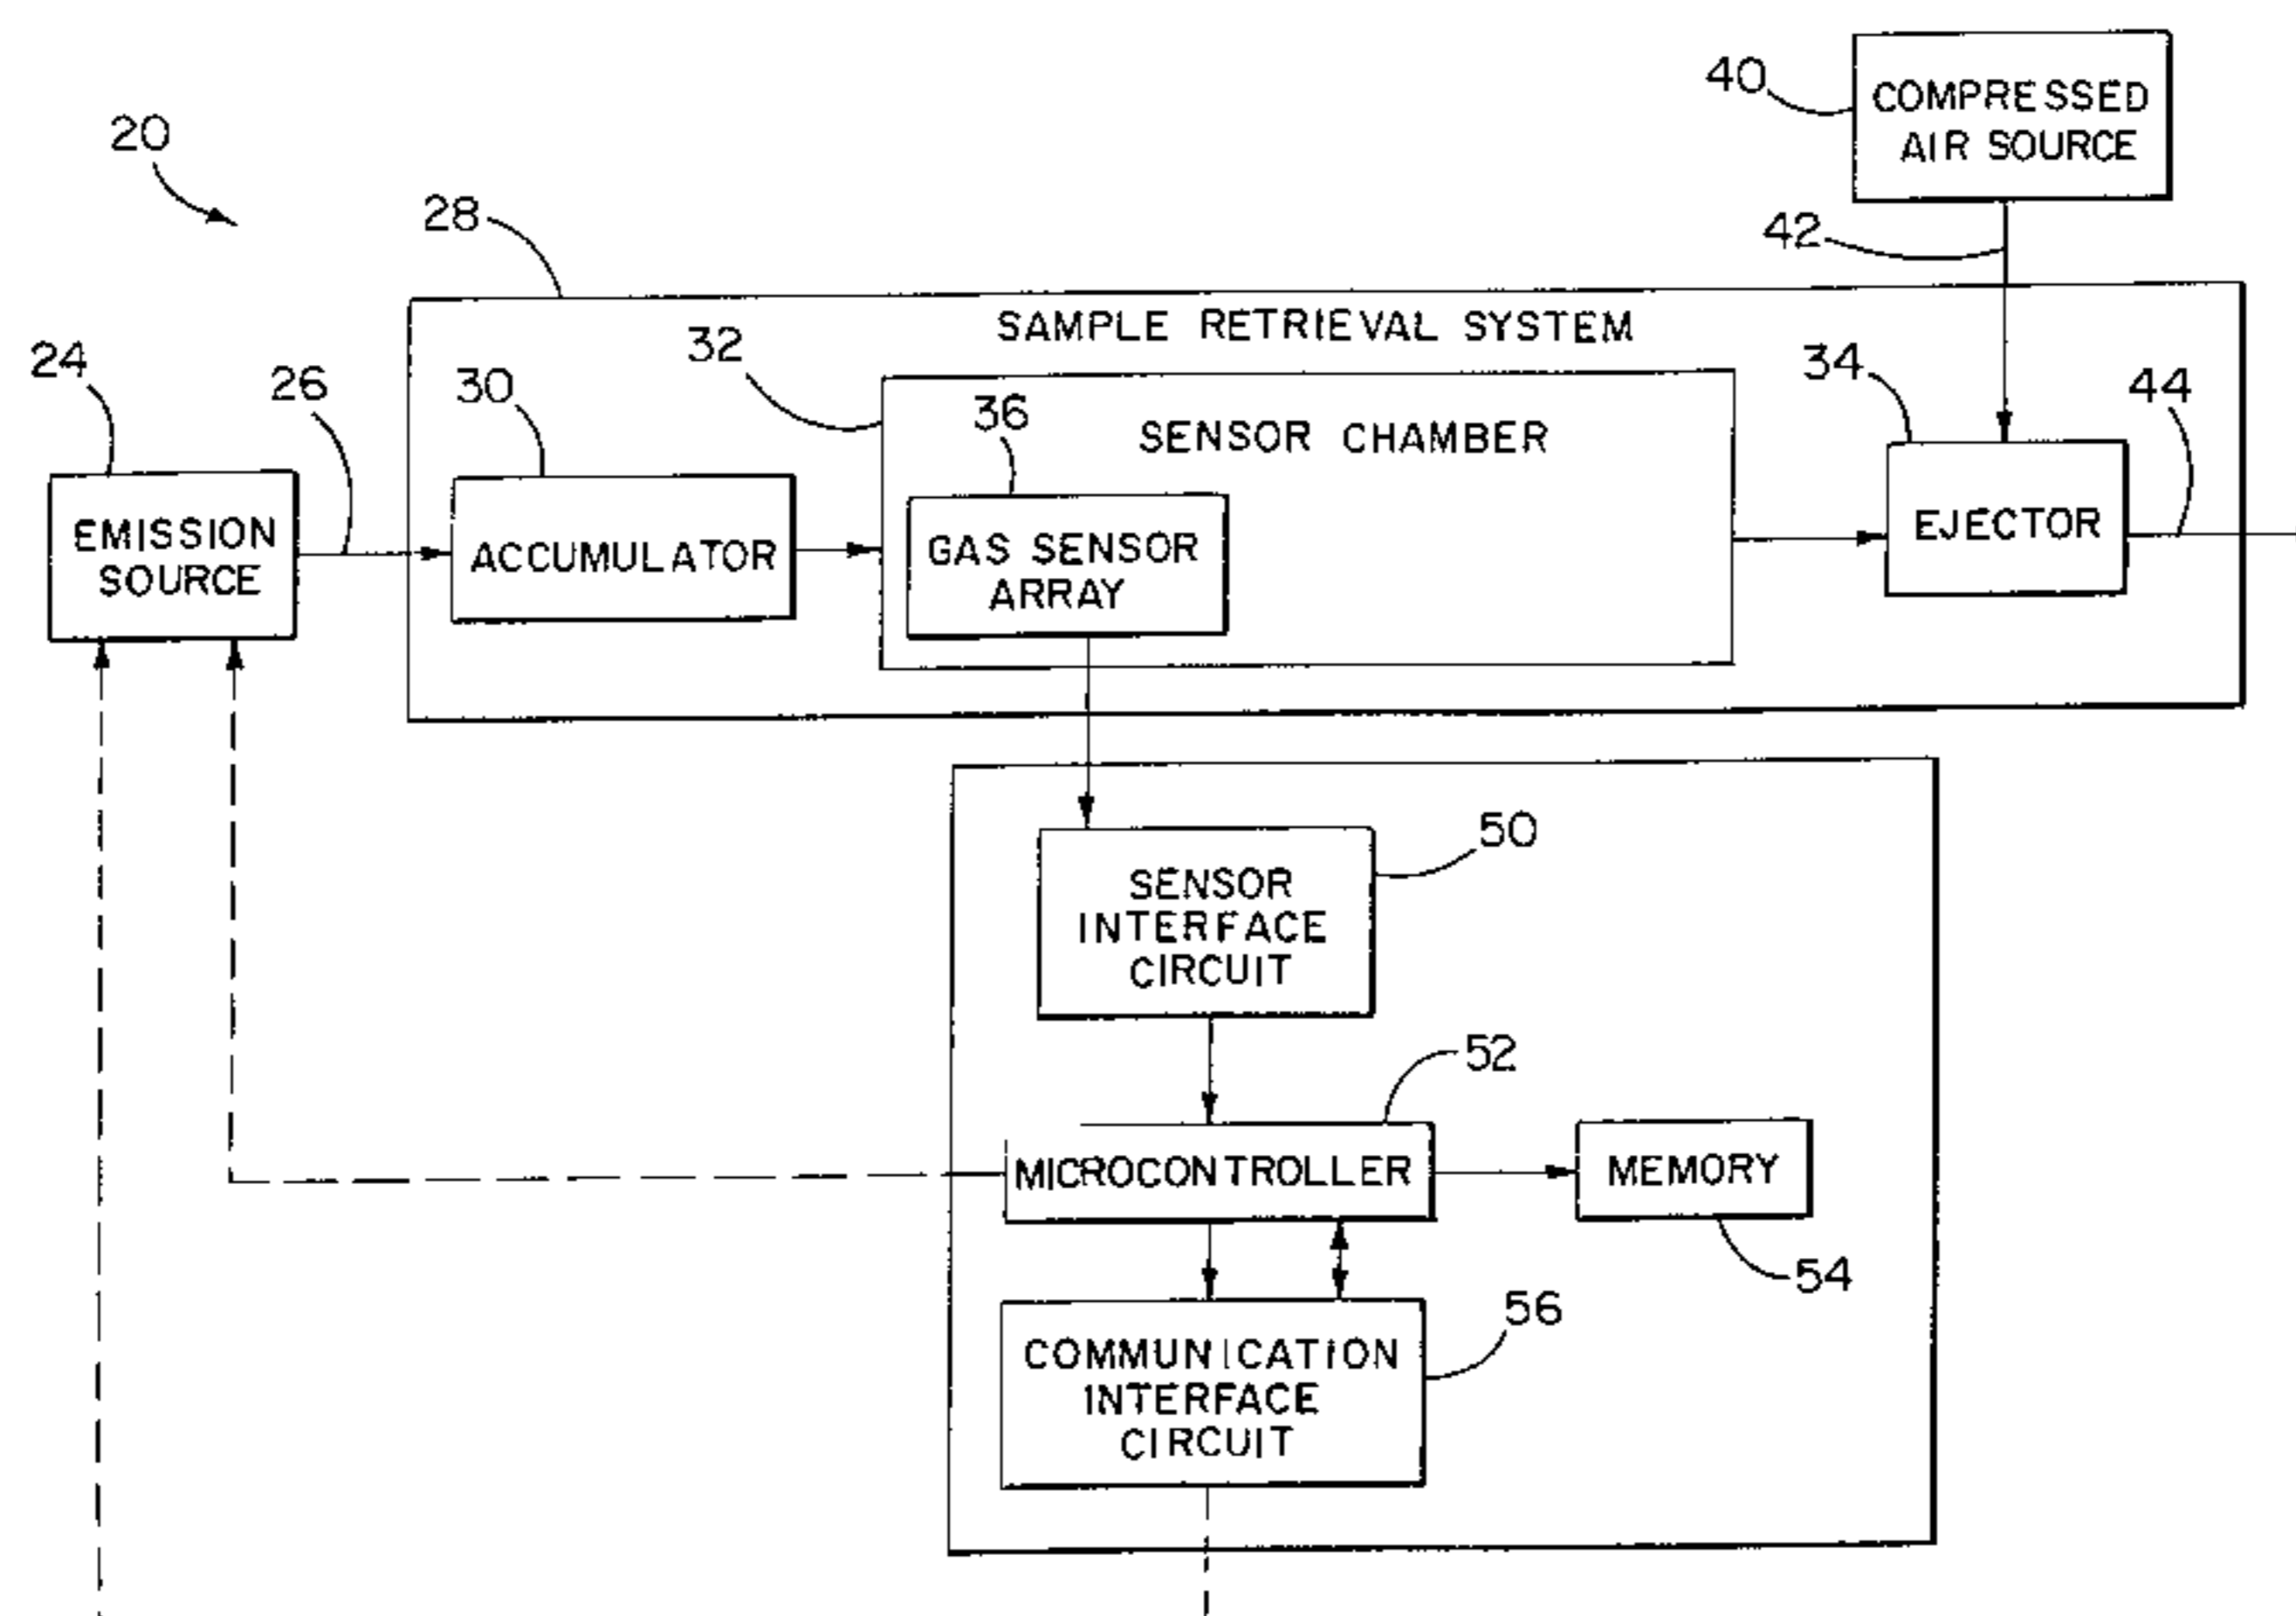 40
COMPRESSED
AIR SOURCE
20
28
42
SAMPLE RETRIEVAL SYSTEM
24
26
30
32
36
SENSOR CHAMBER
34
44
EMISSION
SOURCE
ACCUMULATOR
GAS SENSOR
ARRAY
EJECTOR
50
SENSOR
INTERFACE
CIRCUIT
52
MICROCONTROLLER
MEMORY
54
56
COMMUNICATION
INTERFACE
CIRCUIT